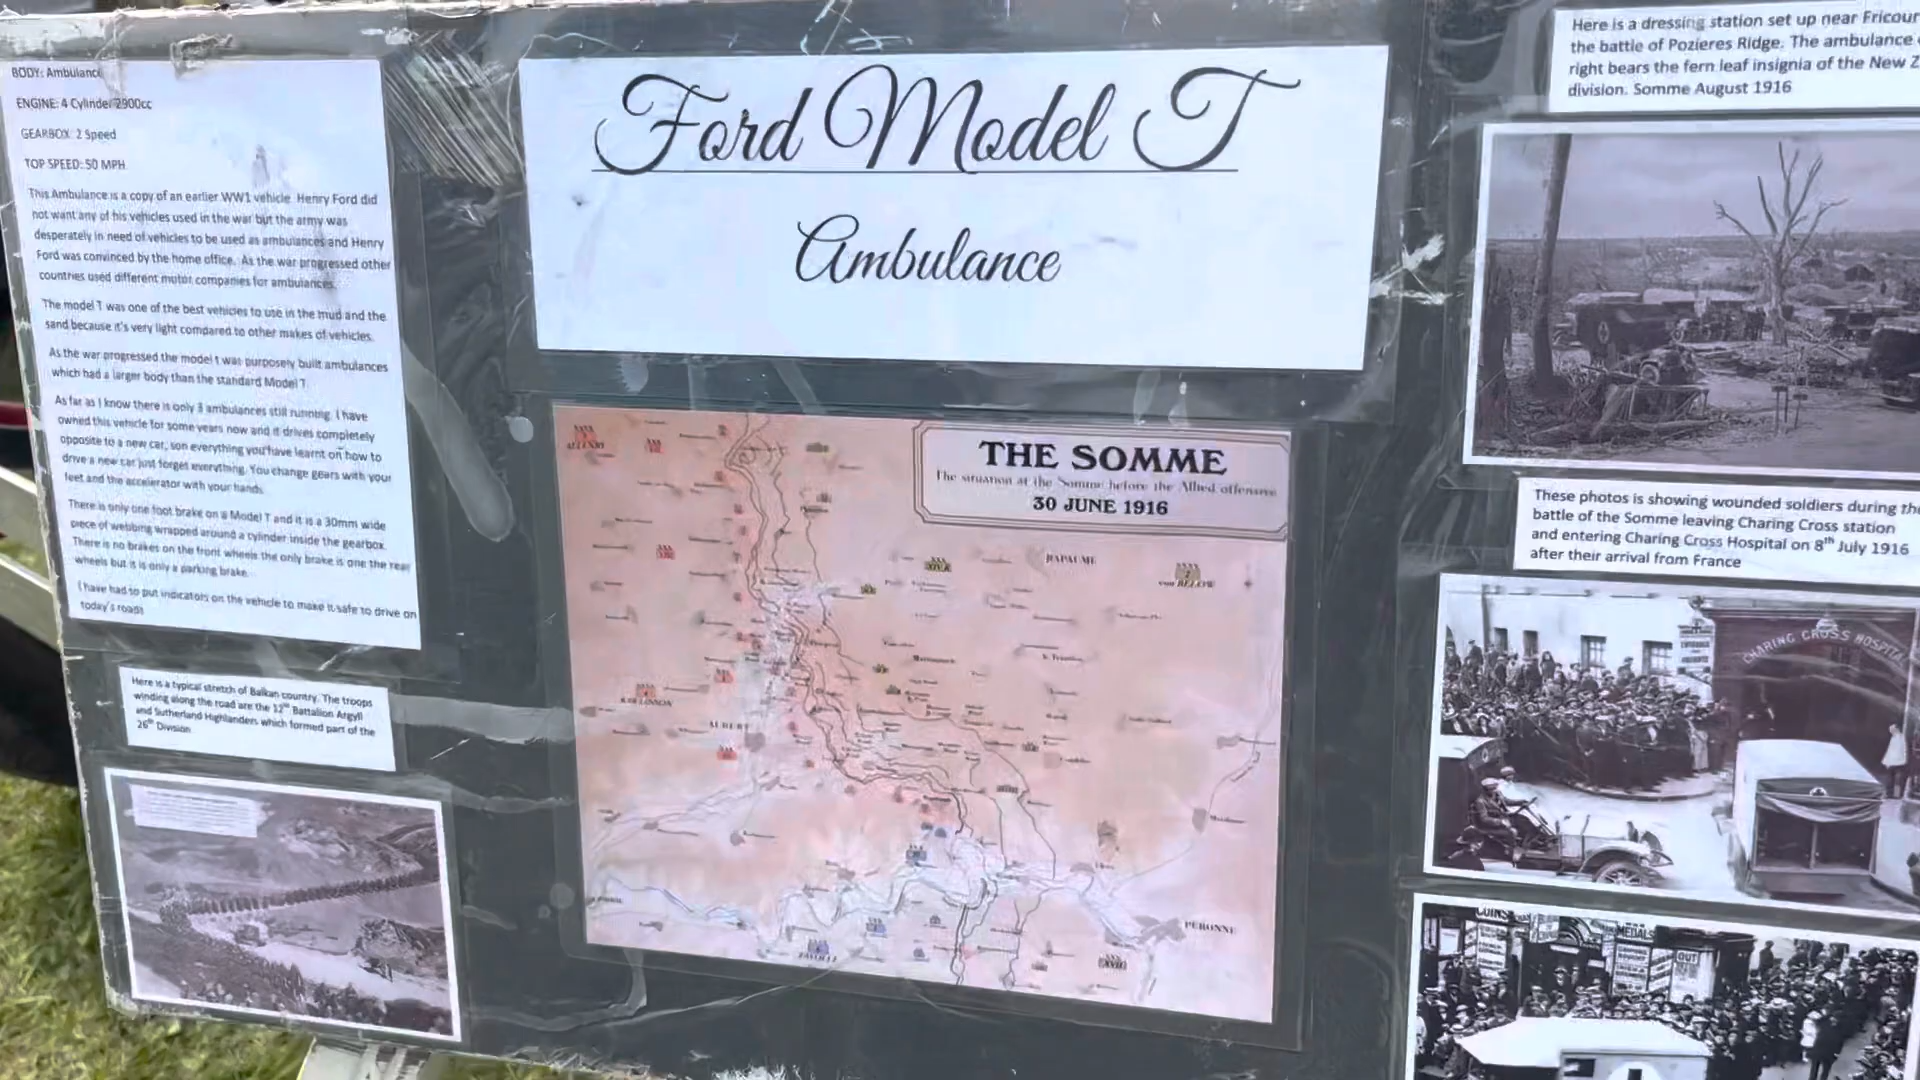 BODY: Ambulance
ENGINE: 4 Cylinder 2900cc
GEARBOX: 2 Speed
TOP SPEED: 50 MPH
This Ambulance is a copy of an earlier WW1 vehicle. Henry Ford did
not want any of his vehicles used in the war but the army was
desperately in need of vehicles to be used as ambulances and Henry
Ford was convinced by the home office. As the war progressed other
countries used different motor companies for ambulances.
The model T was one of the best vehicles to use in the mud and the
sand because it's very light compared to other makes of vehicles.
As the war progressed the model t was purposely built ambulances
which had a larger body than the standard Model T
As far as I know there is only 3 ambulances still running. I have
owned this vehicle for some years now and it drives completely
opposite to a new car, son everything you have learnt on how to
drive a new car just forget everything. You change gears with your
feet and the accelerator with your hands.
There is only one foot brake on a Model T and it is a 30mm wide
piece of webbing wrapped around a cylinder inside the gearbox.
There is no brakes on the front wheels the only brake is one the rear
wheels but it is only a parking brake.
I have had to put indicators on the vehicle to make it safe to drive on
today's roads
Here is a typical stretch of Balkan country. The troops
winding along the road are the 12th Battalion Argyll
and Sutherland Highlanders which formed part of the
26th Division
Ford Model T
Ambulance
THE SOMME
The situation at the Somme before the Allied offensive
30 JUNE 1916
BAPAUME
ALBERT
PERONNE
Here is a dressing station set up near Fricour
the battle of Pozieres Ridge. The ambulance
right bears the fern leaf insignia of the New Z
division. Somme August 1916
These photos is showing wounded soldiers during the
battle of the Somme leaving Charing Cross station
and entering Charing Cross Hospital on 8th July 1916
after their arrival from France
CHARING CROSS HOSPITAL
COINS
MEDALS
OUT